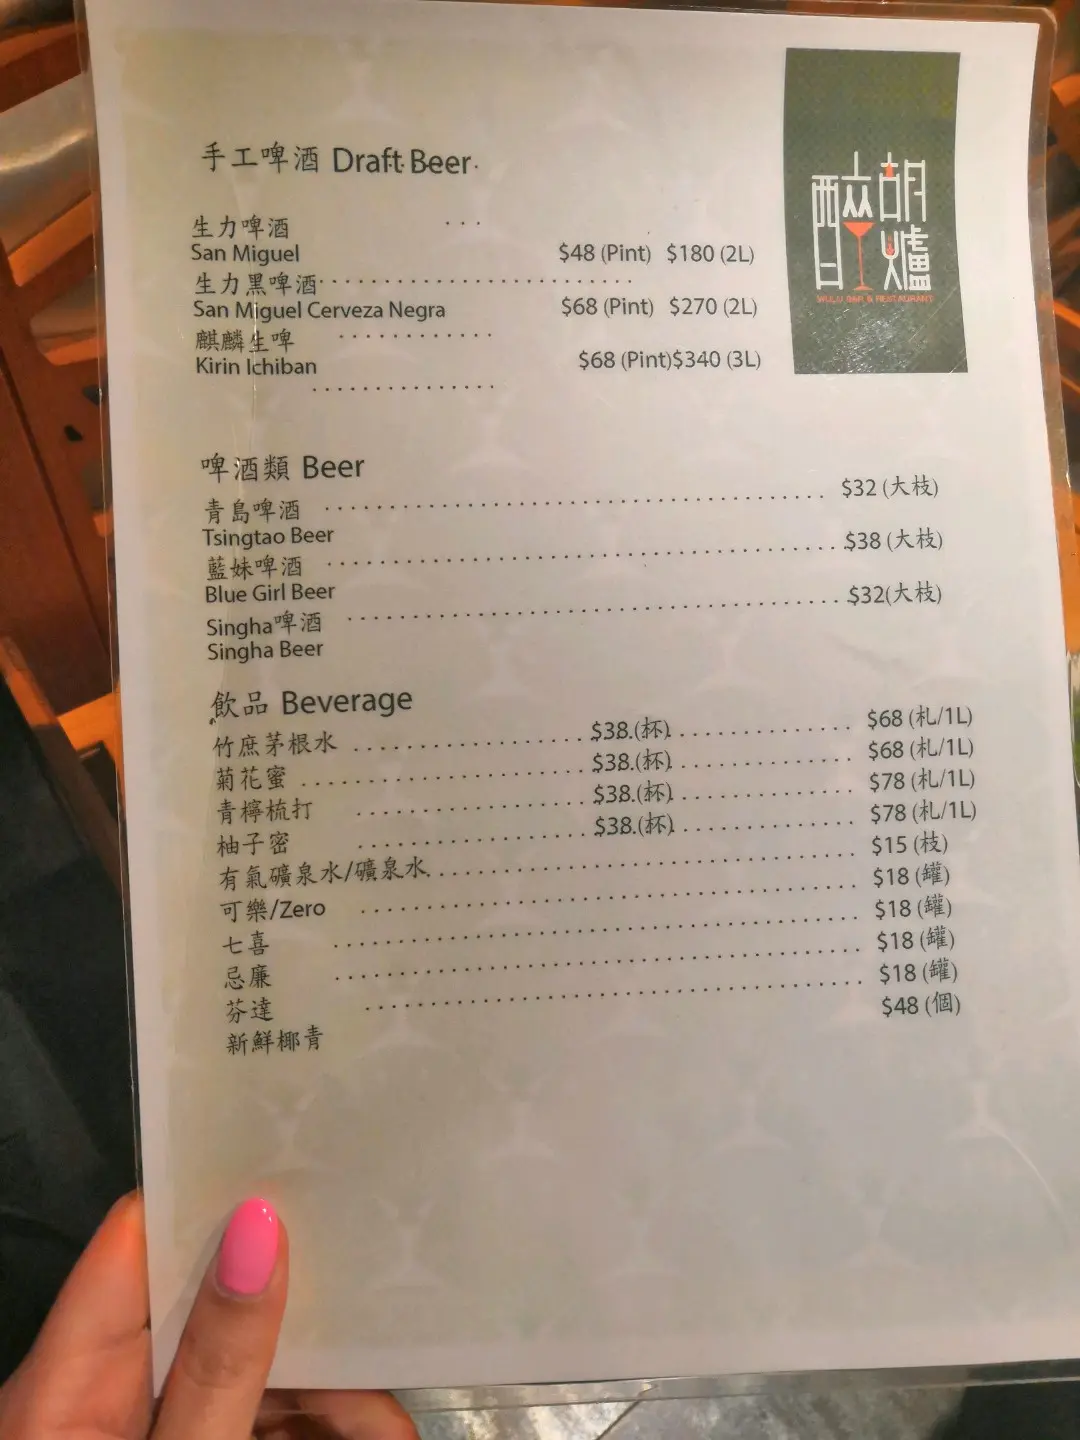 手工啤酒 Draft Beer
醉胡爐
WULU BAR & RESTAURANT
生力啤酒
San Miguel $48 (Pint) $180 (2L)
生力黑啤酒
San Miguel Cerveza Negra $68 (Pint) $270 (2L)
麒麟生啤
Kirin Ichiban $68 (Pint)$340 (3L)
啤酒類 Beer
青島啤酒 $32 (大枝)
Tsingtao Beer
藍妹啤酒 $38 (大枝)
Blue Girl Beer
Singha啤酒 $32(大枝)
Singha Beer
飲品 Beverage
竹庶茅根水 $38.(杯) $68 (札/1L)
菊花蜜 $38.(杯) $68 (札/1L)
青檸梳打 $38.(杯) $78 (札/1L)
柚子密 $38.(杯) $78 (札/1L)
有氣礦泉水/礦泉水 $15 (枝)
可樂/Zero $18 (罐)
七喜 $18 (罐)
忌廉 $18 (罐)
芬達 $18 (罐)
新鮮椰青 $48 (個)